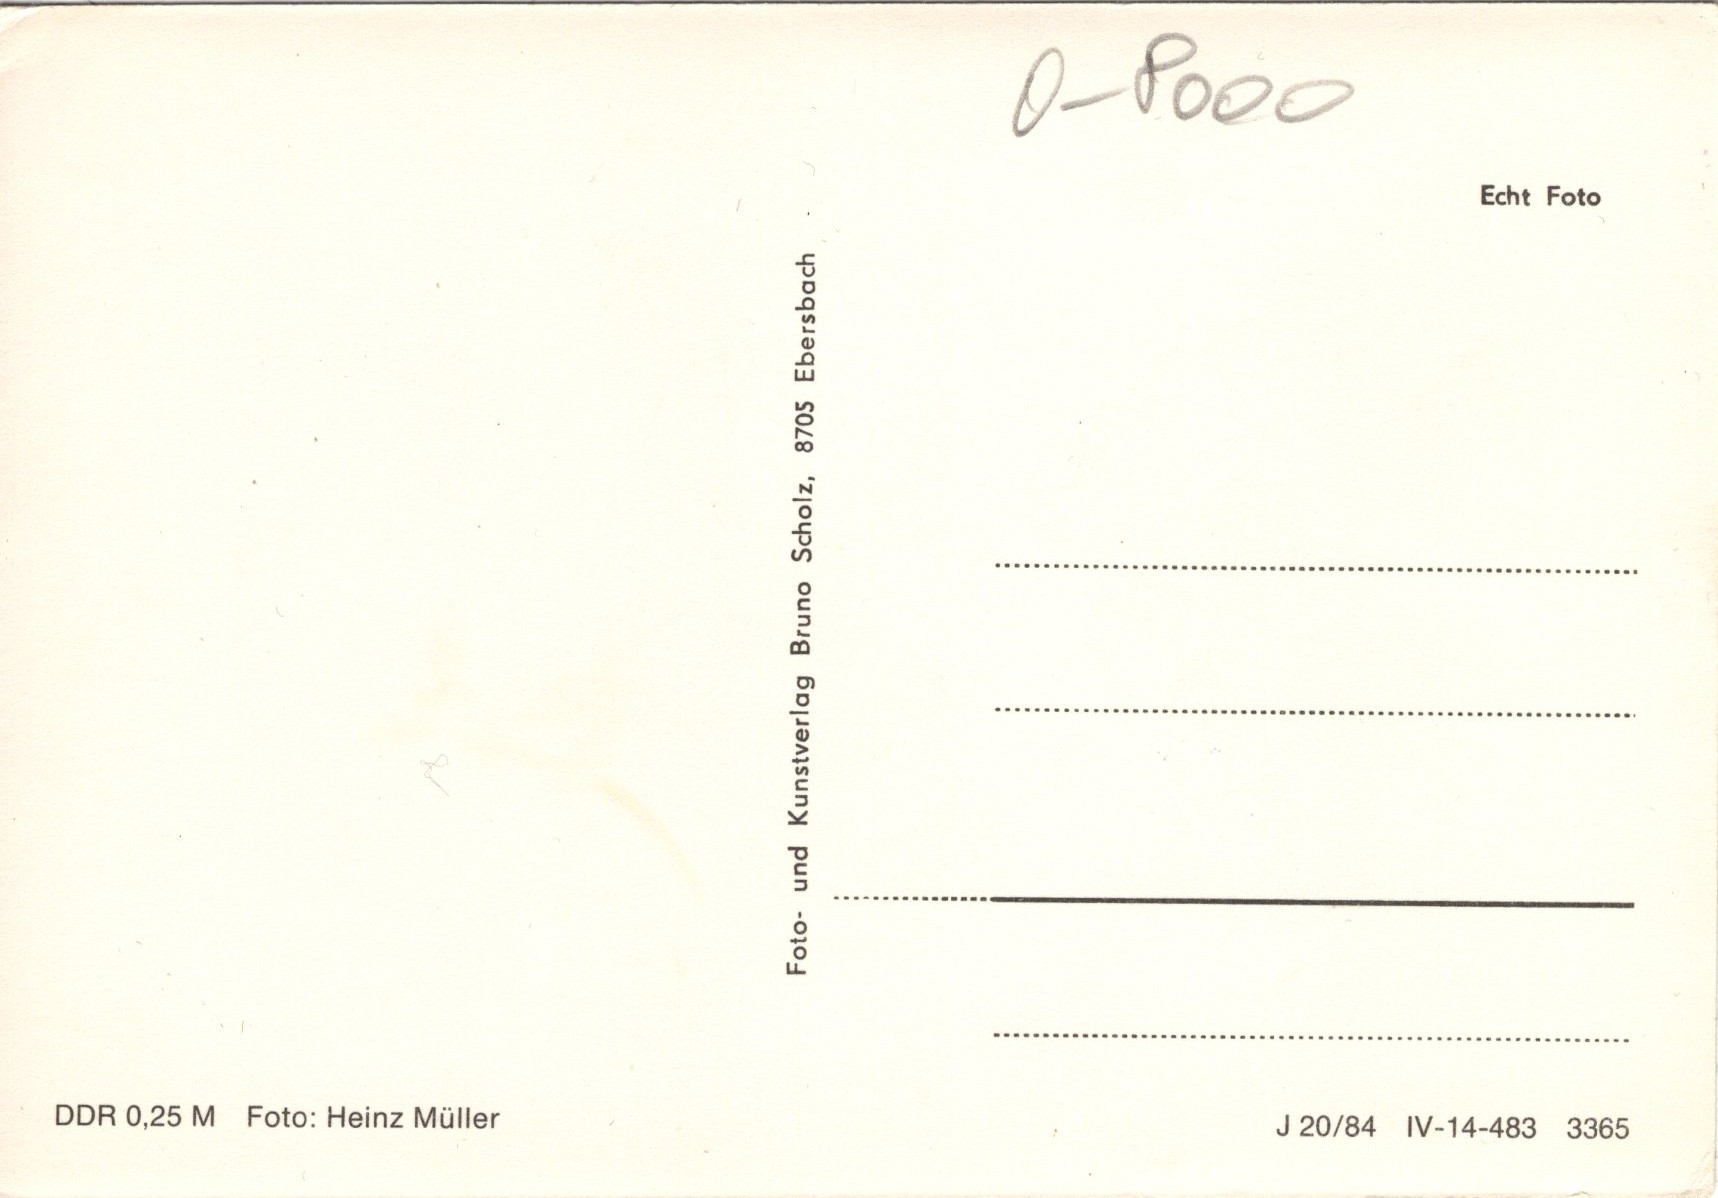 O-8000
Echt Foto
Foto- und Kunstverlag Bruno Scholz, 8705 Ebersbach
DDR 0,25 M Foto: Heinz Müller
J 20/84 IV-14-483 3365